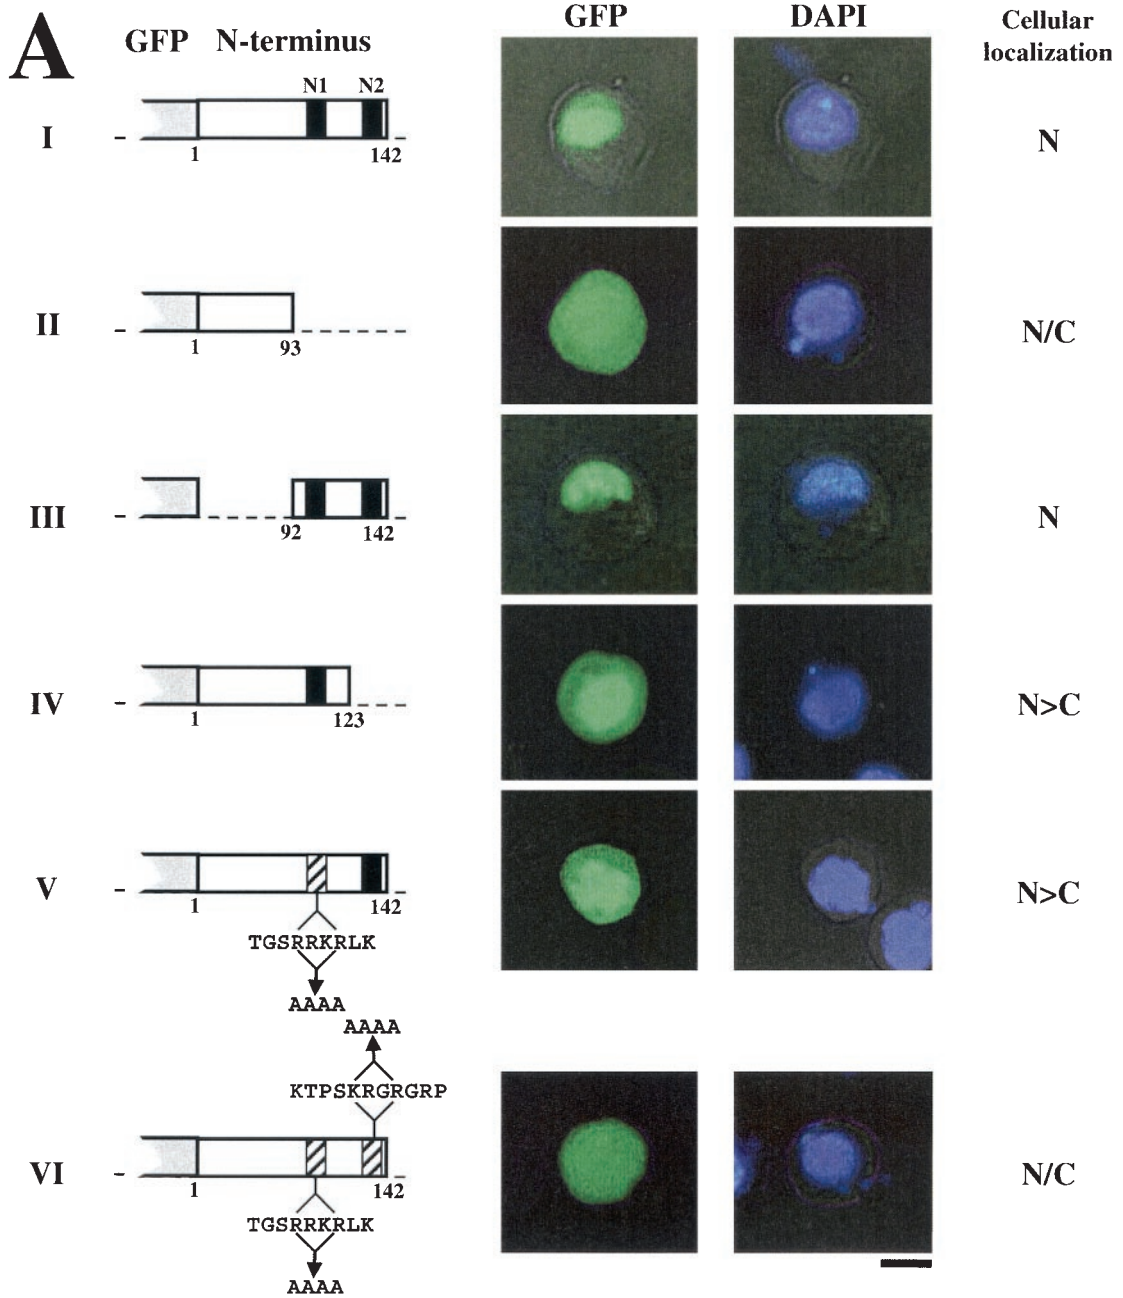 A
GFP N-terminus
GFP DAPI Cellular
localization
N1 N2
I
1 142
N
II
1 93
N/C
III
92 142
N
IV
1 123
N>C
V
1 142
N>C
TGSRRKRLK
AAAA
AAAA
KTPSKRGRGRP
VI
1 142
N/C
TGSRRKRLK
AAAA